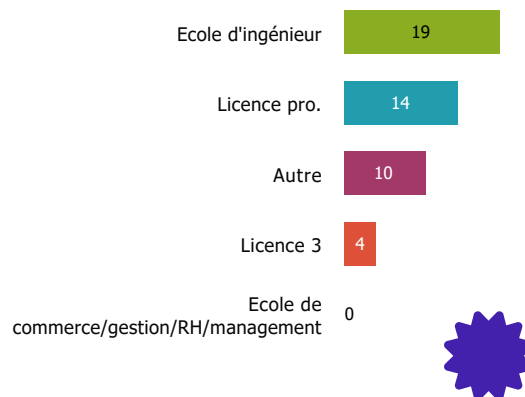 Ecole d'ingénieur 19
Licence pro. 14
Autre 10
Licence 3 4
Ecole de
commerce/gestion/RH/management 0